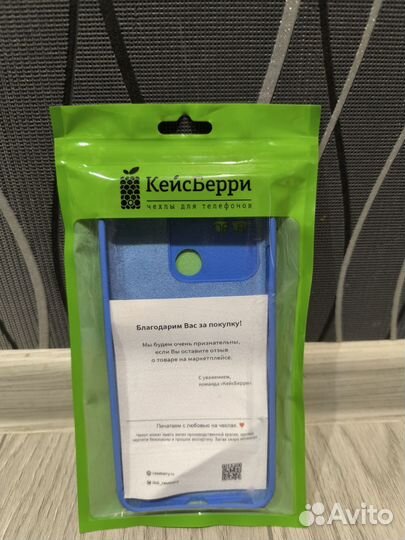 КейсБерри
чехлы для телефонов
Благодарим Вас за покупку!
Мы будем очень признательны,
если Вы оставите отзыв
о товаре на маркетплейсе.
С уважением,
команда «КейсБерри»
Печатаем с любовью на чехлах.
Avito